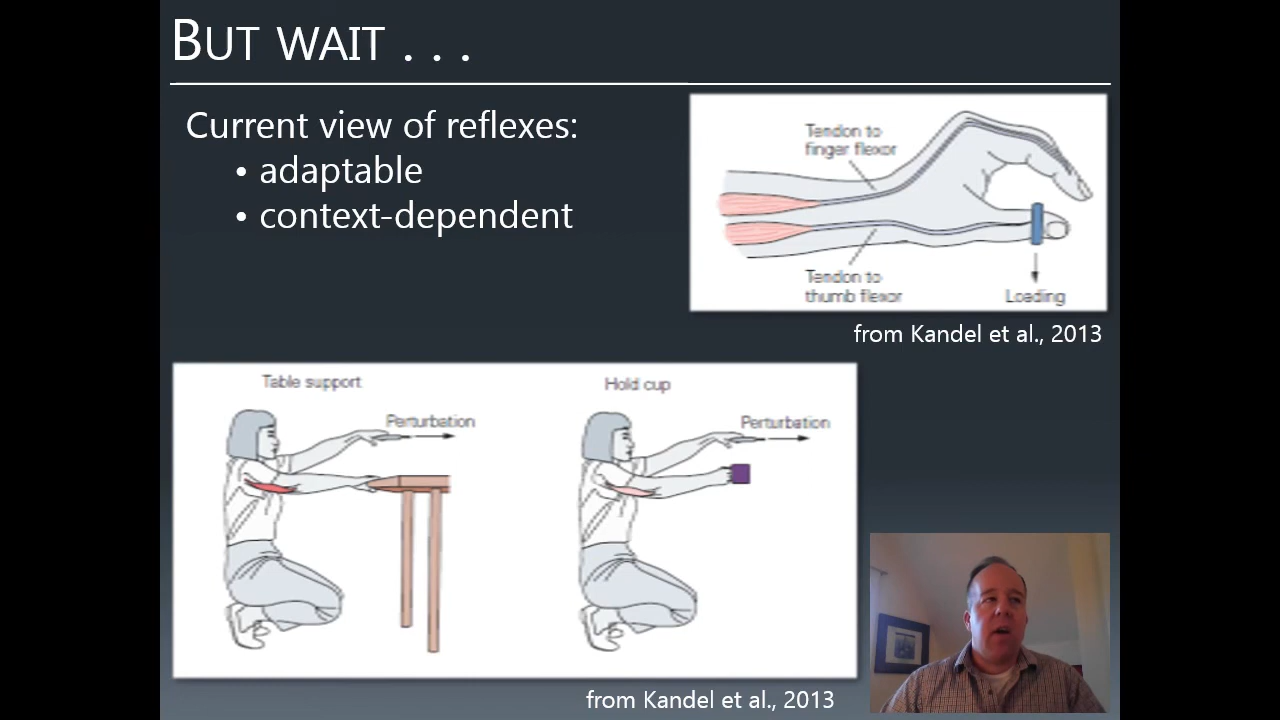 BUT WAIT . . .
Current view of reflexes:
• adaptable
• context-dependent
Tendon to
finger flexor
Tendon to
thumb flexor
Loading
from Kandel et al., 2013
Table support
Perturbation
Hold cup
Perturbation
from Kandel et al., 2013